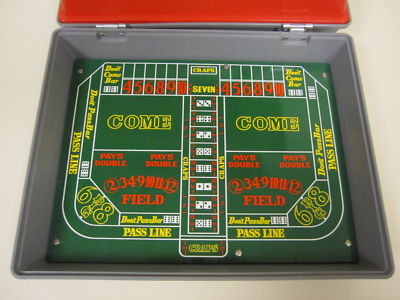 Don't
Come
Bar
4 5 6 8 9 10
CRAPS
SEVEN
4 5 6 8 9 10
Don't
Come
Bar
Don't Pass Bar
PASS LINE
COME
COME
Don't Pass Bar
PASS LINE
CRAPS
CRAPS
PAYS
DOUBLE
PAYS
DOUBLE
PAYS
DOUBLE
PAYS
DOUBLE
2 3 4 9 10 11 12
FIELD
2 3 4 9 10 11 12
FIELD
6 8
6 8
Don't Pass Bar
PASS LINE
Don't Pass Bar
PASS LINE
CRAPS